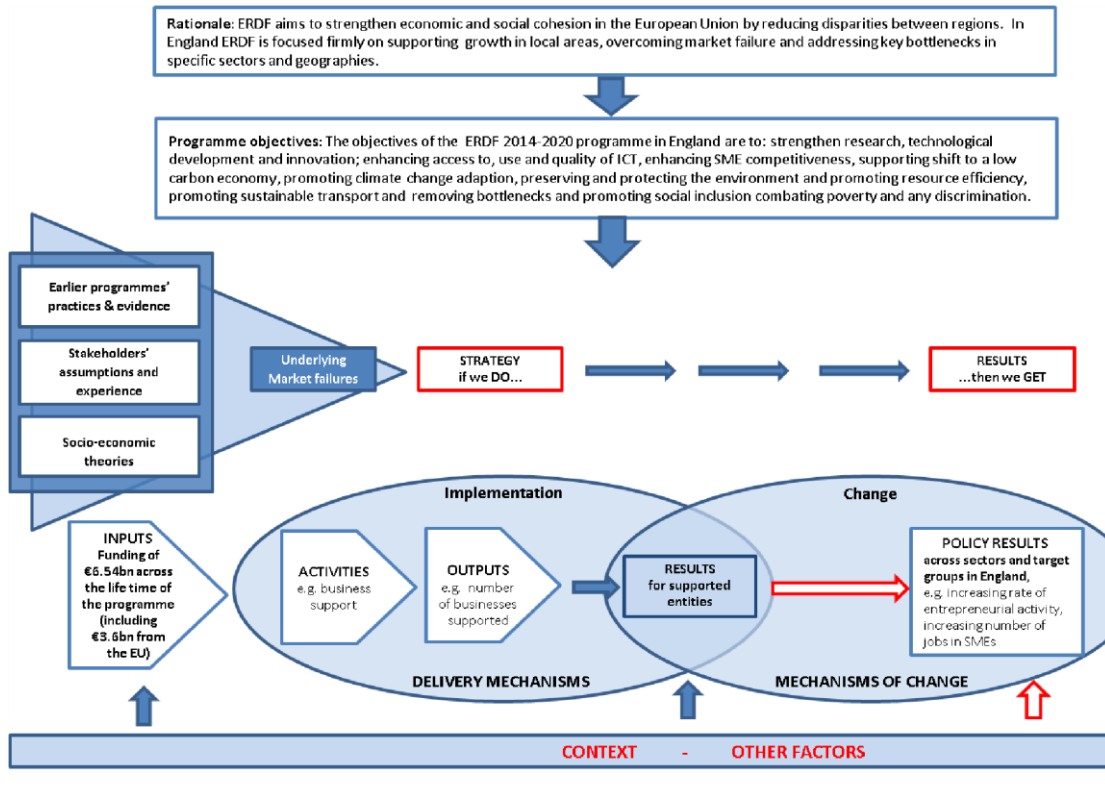 Rationale: ERDF aims to strengthen economic and social cohesion in the European Union by reducing disparities between regions. In
England ERDF is focused firmly on supporting growth in local areas, overcoming market failure and addressing key bottlenecks in
specific sectors and geographies.
Programme objectives: The objectives of the ERDF 2014-2020 programme in England are to: strengthen research, technological
development and innovation; enhancing access to, use and quality of ICT, enhancing SME competitiveness, supporting shift to a low
carbon economy, promoting climate change adaption, preserving and protecting the environment and promoting resource efficiency,
promoting sustainable transport and removing bottlenecks and promoting social inclusion combating poverty and any discrimination.
Earlier programmes'
practices & evidence
Stakeholders'
assumptions and
experience
Socio-economic
theories
Underlying
Market failures
STRATEGY
if we DO...
RESULTS
...then we GET
Implementation
Change
INPUTS
Funding of
€6.54bn across
the life time of
the programme
(including
€3.6bn from
the EU)
ACTIVITIES
e.g. business
support
OUTPUTS
e.g. number
of businesses
supported
RESULTS
for supported
entities
POLICY RESULTS
across sectors and target
groups in England,
e.g. increasing rate of
entrepreneurial activity,
increasing number of
jobs in SMEs
DELIVERY MECHANISMS
MECHANISMS OF CHANGE
CONTEXT - OTHER FACTORS